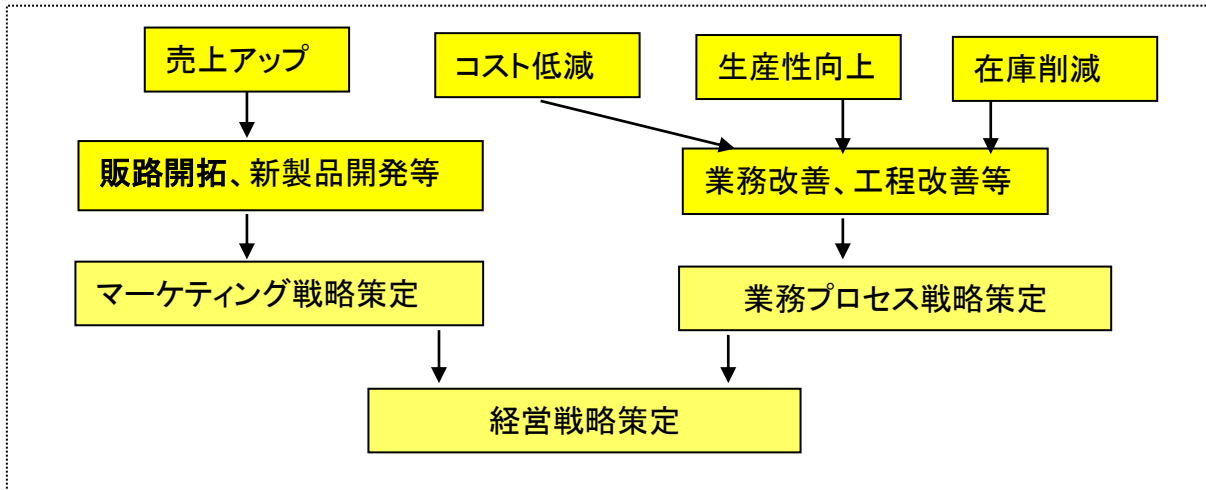 売上アップ
コスト低減
生産性向上
在庫削減
販路開拓、新製品開発等
業務改善、工程改善等
マーケティング戦略策定
業務プロセス戦略策定
経営戦略策定